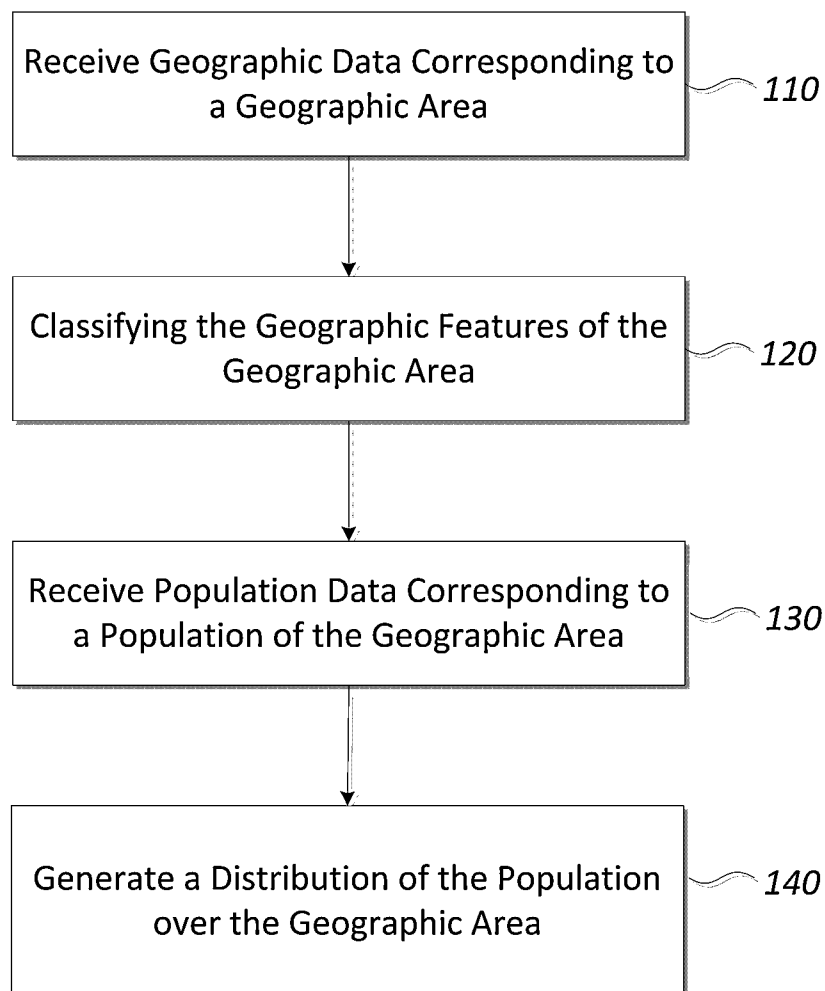 Receive Geographic Data Corresponding to
a Geographic Area
110
Classifying the Geographic Features of the
Geographic Area
120
Receive Population Data Corresponding to
a Population of the Geographic Area
130
Generate a Distribution of the Population
over the Geographic Area
140